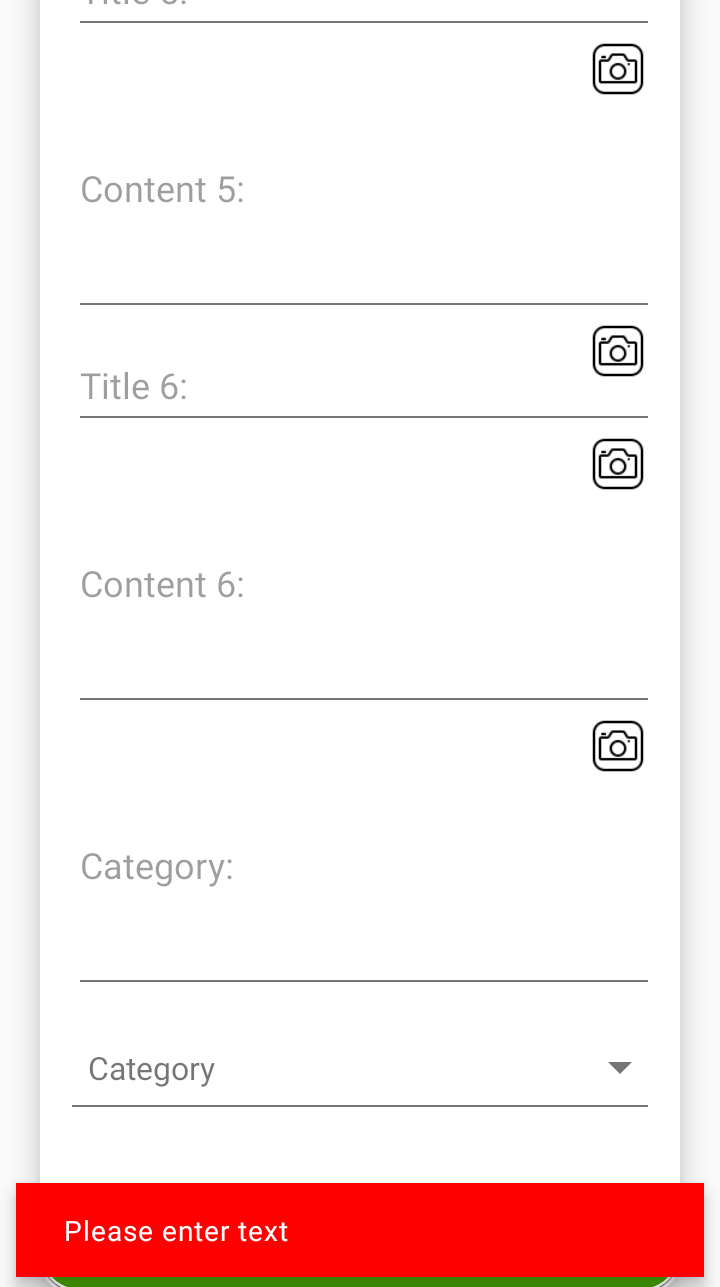 Content 5:
Title 6:
Content 6:
Category:
Category
Please enter text